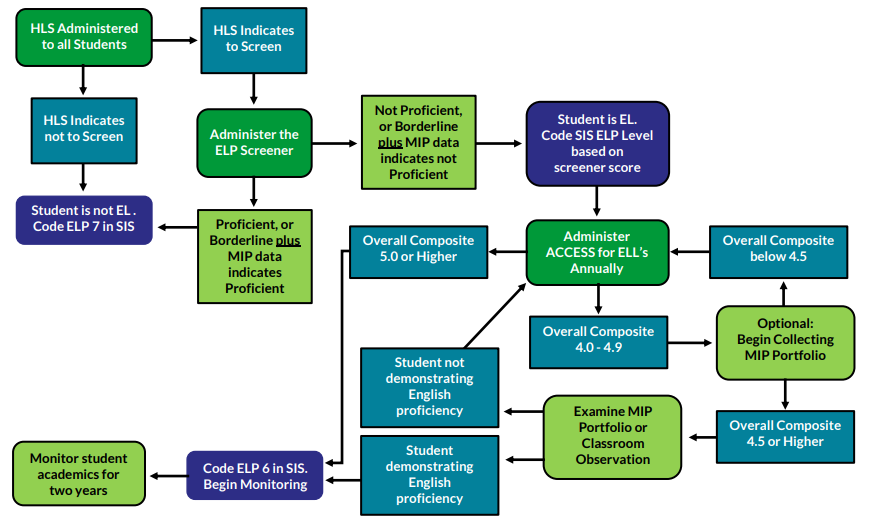 HLS Administered
to all Students
HLS Indicates
to Screen
HLS Indicates
not to Screen
Administer the
ELP Screener
Not Proficient,
or Borderline
plus MIP data
indicates not
Proficient
Student is EL.
Code SIS ELP Level
based on
screener score
Student is not EL .
Code ELP 7 in SIS
Proficient, or
Borderline plus
MIP data
indicates
Proficient
Overall Composite
5.0 or Higher
Administer
ACCESS for ELL's
Annually
Overall Composite
below 4.5
Overall Composite
4.0 - 4.9
Optional:
Begin Collecting
MIP Portfolio
Student not
demonstrating
English
proficiency
Examine MIP
Portfolio or
Classroom
Observation
Overall Composite
4.5 or Higher
Monitor student
academics for
two years
Code ELP 6 in SIS.
Begin Monitoring
Student
demonstrating
English
proficiency